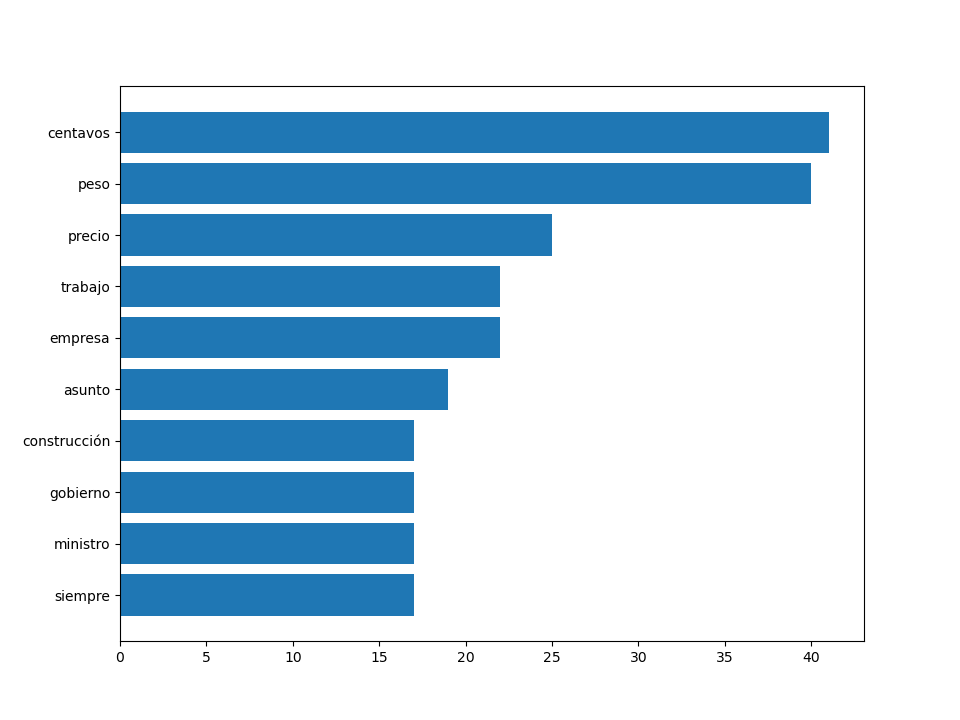 centavos
peso
precio
trabajo
empresa
asunto
construcción
gobierno
ministro
siempre
0 5 10 15 20 25 30 35 40